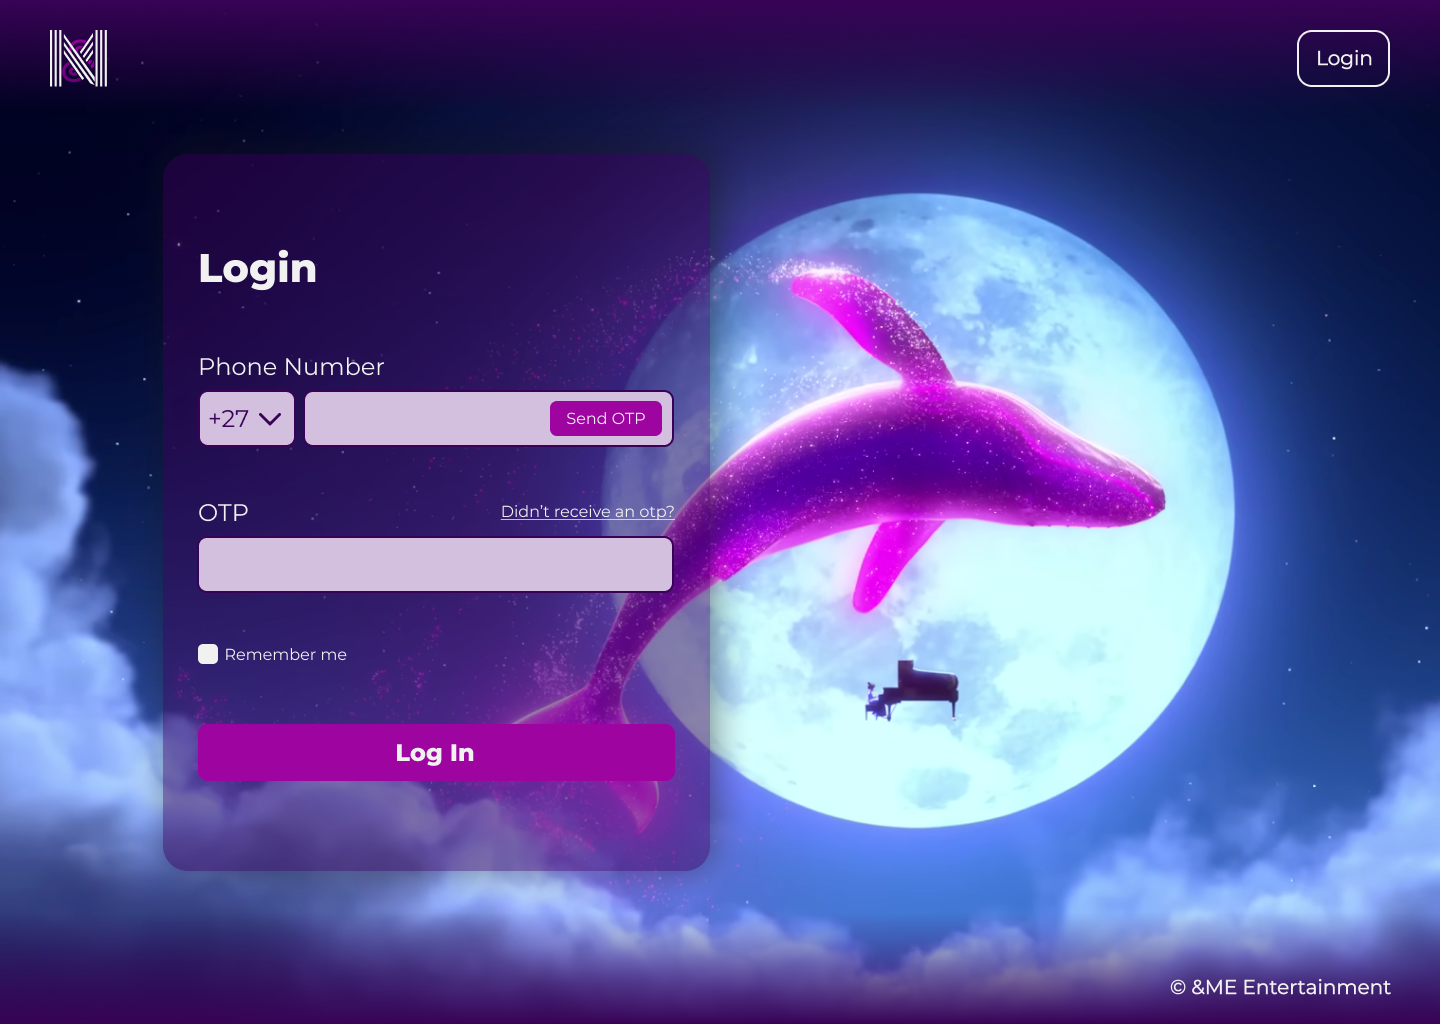 Login
Login
Phone Number
+27
Send OTP
OTP
Didn't receive an otp?
Remember me
Log In
© &ME Entertainment